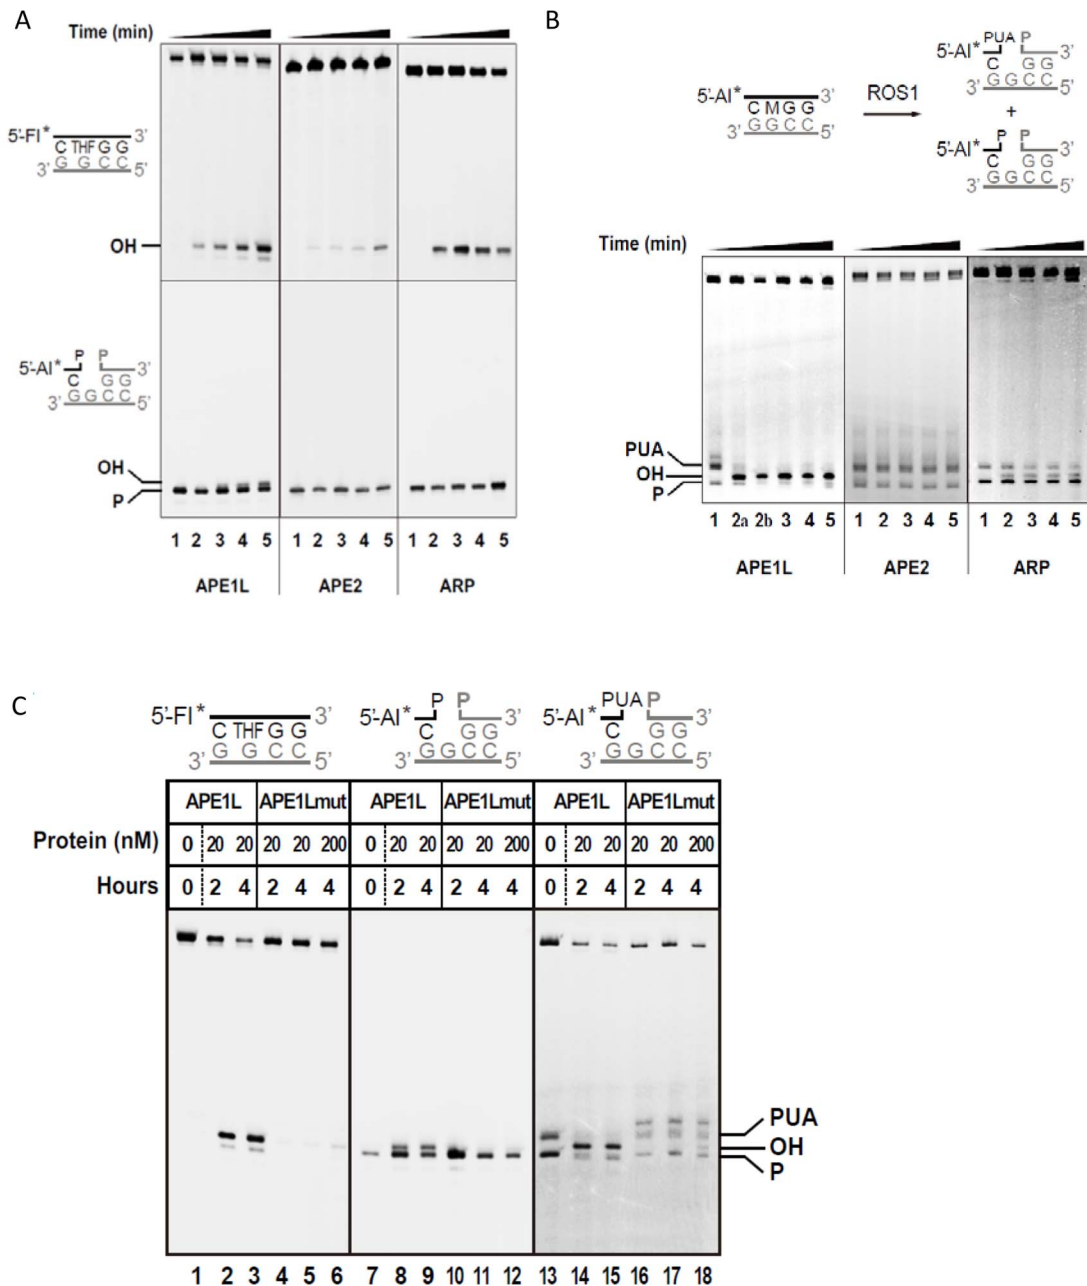 A
Time (min)
5'-Fl* 3'
C THF G G
3' G G C C 5'
OH
P P
5'-Al* 3'
C G G
3' G G C C 5'
OH
P
1 2 3 4 5 1 2 3 4 5 1 2 3 4 5
APE1L APE2 ARP
B
PUA P
5'-Al* 3'
C G G
3' G G C C 5'
5'-Al* 3'
C M G G
3' G G C C 5'
ROS1
+
P P
5'-Al* 3'
C G G
3' G G C C 5'
Time (min)
PUA
OH
P
1 2a 2b 3 4 5 1 2 3 4 5 1 2 3 4 5
APE1L APE2 ARP
C
5'-Fl* 3'
C THF G G
3' G G C C 5'
P P
5'-Al* 3'
C G G
3' G G C C 5'
PUA P
5'-Al* 3'
C G G
3' G G C C 5'
APE1L APE1Lmut APE1L APE1Lmut APE1L APE1Lmut
Protein (nM) 0 20 20 20 20 200 0 20 20 20 20 200 0 20 20 20 20 200
Hours 0 2 4 2 4 4 0 2 4 2 4 4 0 2 4 2 4 4
PUA
OH
P
1 2 3 4 5 6 7 8 9 10 11 12 13 14 15 16 17 18